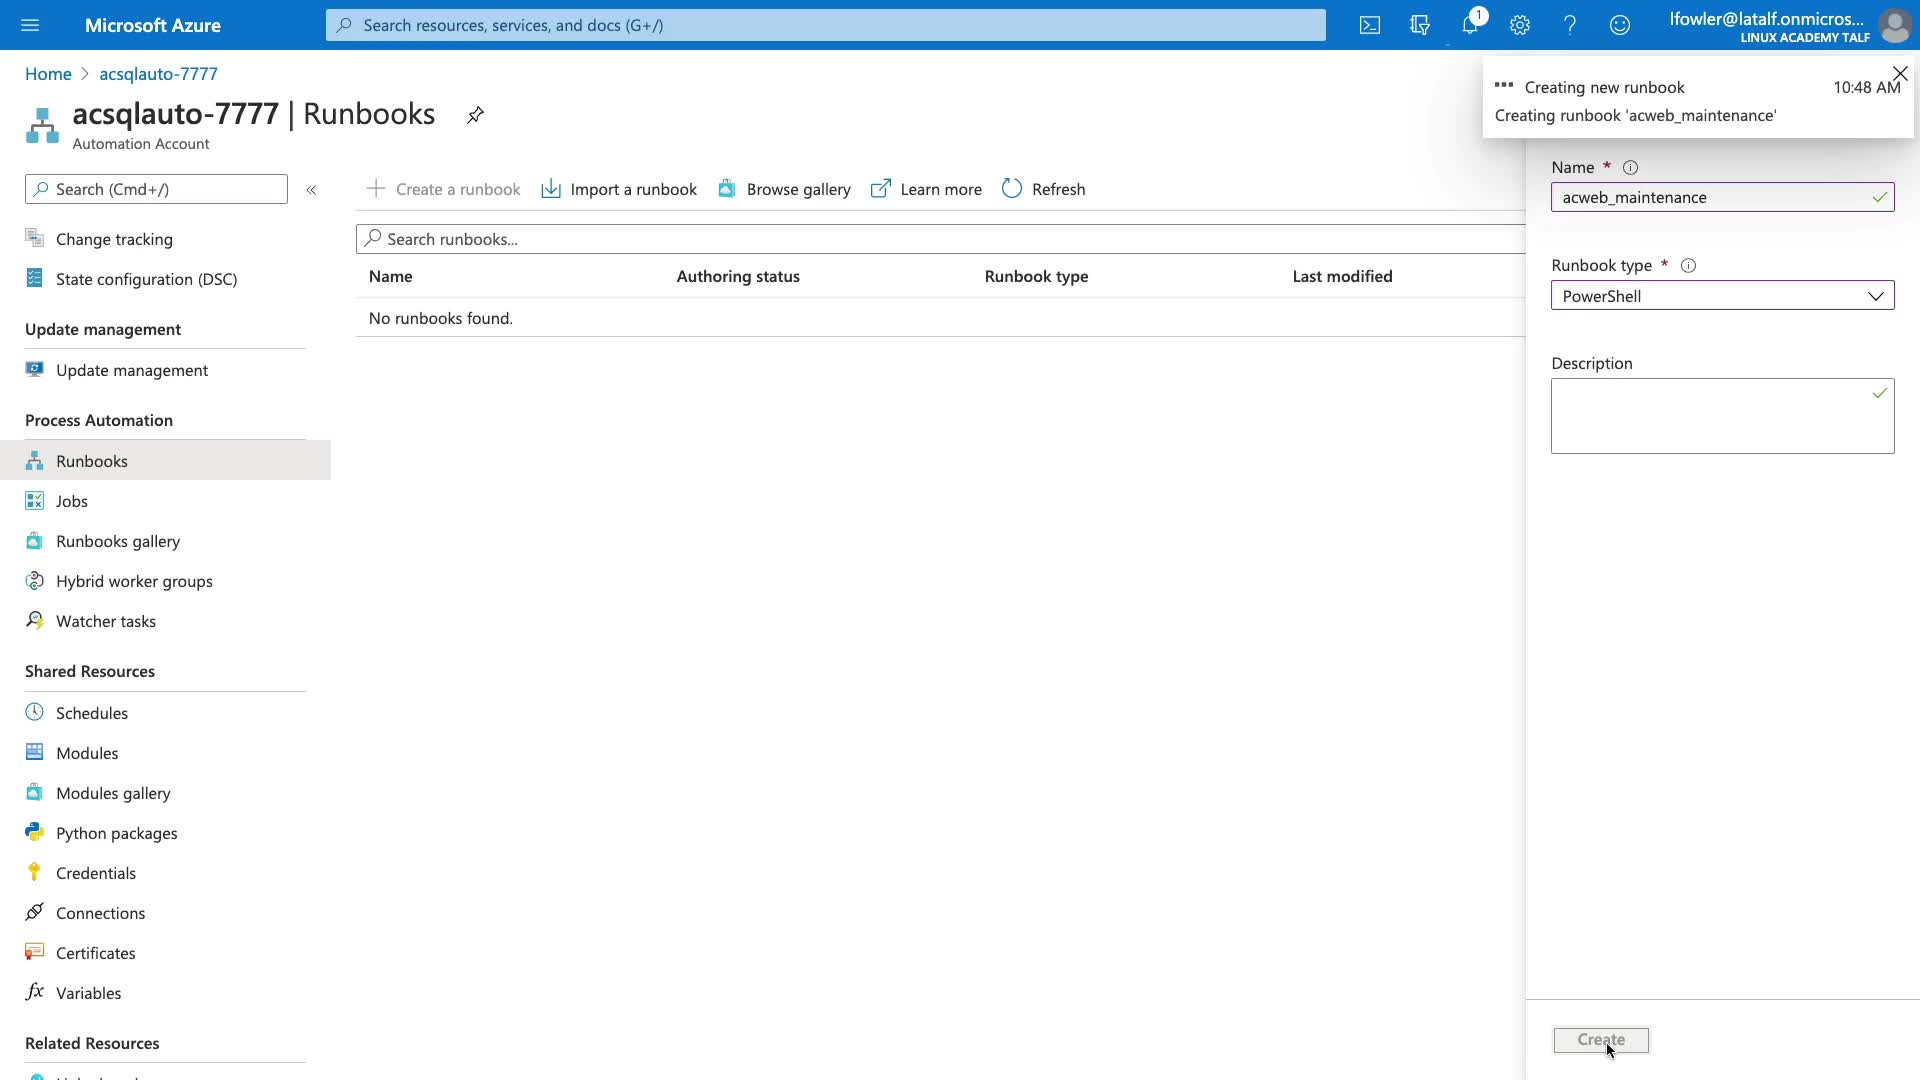 Microsoft Azure
Search resources, services, and docs (G+/)
1
lfowler@latalf.onmicros...
LINUX ACADEMY TALF
Home > acsqlauto-7777
acsqlauto-7777 | Runbooks
Automation Account
Creating new runbook 10:48 AM
Creating runbook 'acweb_maintenance'
Search (Cmd+/)
Change tracking
State configuration (DSC)
Update management
Update management
Process Automation
Runbooks
Jobs
Runbooks gallery
Hybrid worker groups
Watcher tasks
Shared Resources
Schedules
Modules
Modules gallery
Python packages
Credentials
Connections
Certificates
Variables
Related Resources
Create a runbook Import a runbook Browse gallery Learn more Refresh
Search runbooks...
Name Authoring status Runbook type Last modified
No runbooks found.
Name *
acweb_maintenance
Runbook type *
PowerShell
Description
Create